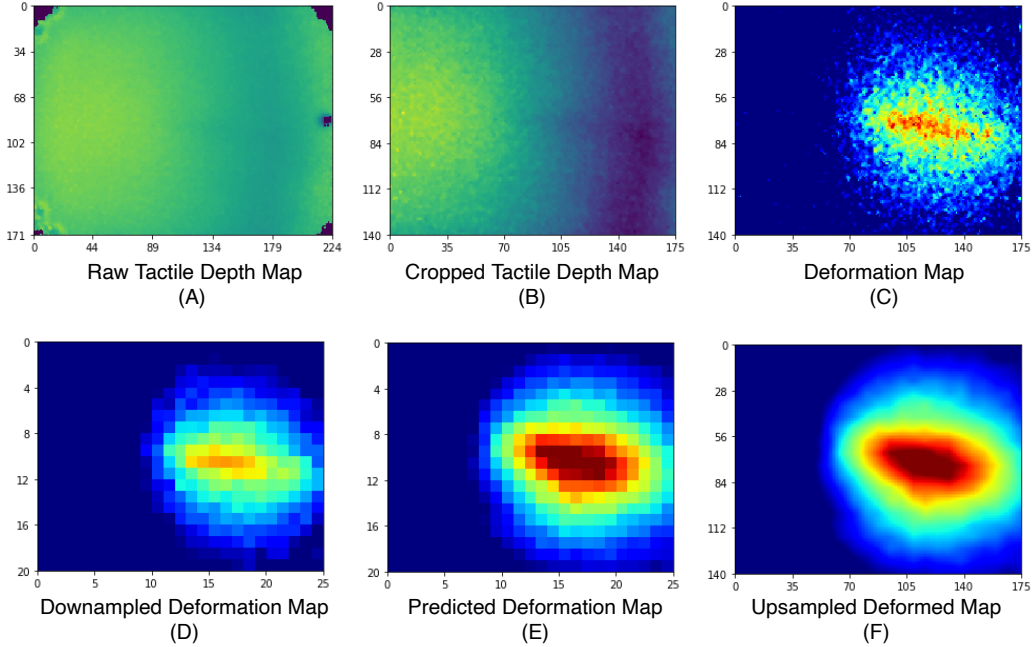 0
34
68
102
136
171
0 44 89 134 179 224
Raw Tactile Depth Map
(A)
0
28
56
84
112
140
0 35 70 105 140 175
Cropped Tactile Depth Map
(B)
0
28
56
84
112
140
0 35 70 105 140 175
Deformation Map
(C)
0
4
8
12
16
20
0 5 10 15 20 25
Downampled Deformation Map
(D)
0
4
8
12
16
20
0 5 10 15 20 25
Predicted Deformation Map
(E)
0
28
56
84
112
140
0 35 70 105 140 175
Upsampled Deformed Map
(F)